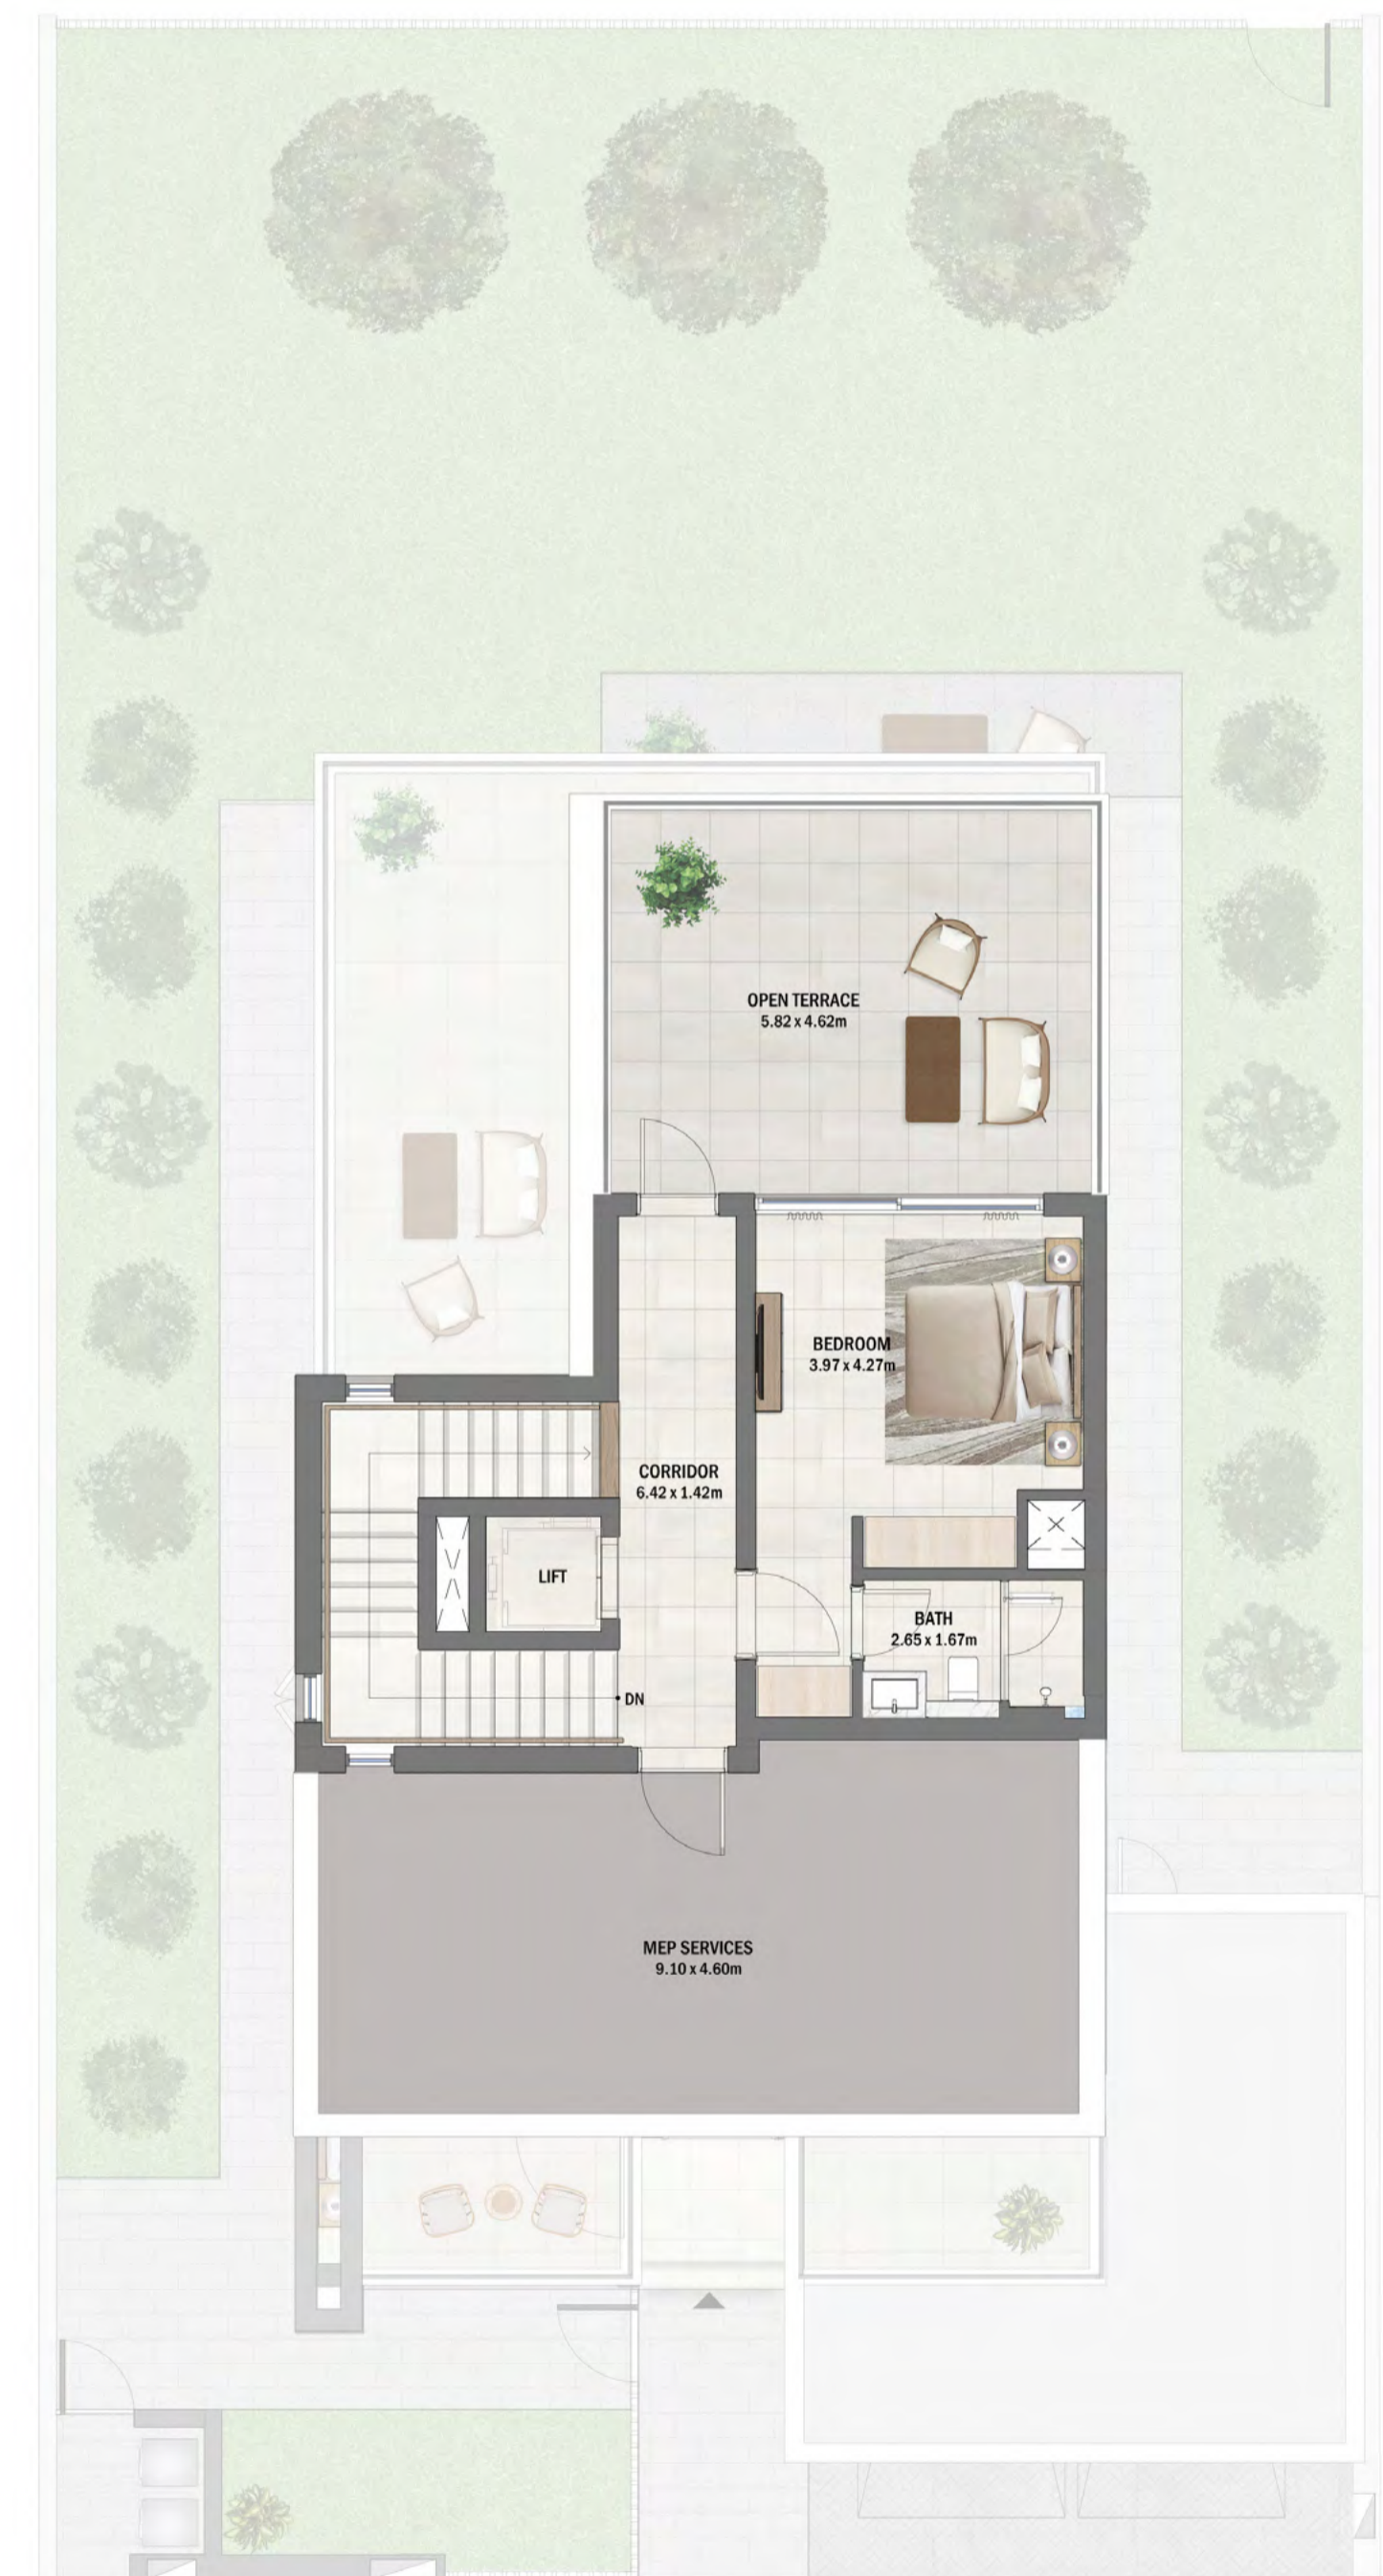 OPEN TERRACE
5.82 x 4.62m
BEDROOM
3.97 x 4.27m
CORRIDOR
6.42 x 1.42m
LIFT
BATH
2.65 x 1.67m
DN
MEP SERVICES
9.10 x 4.60m